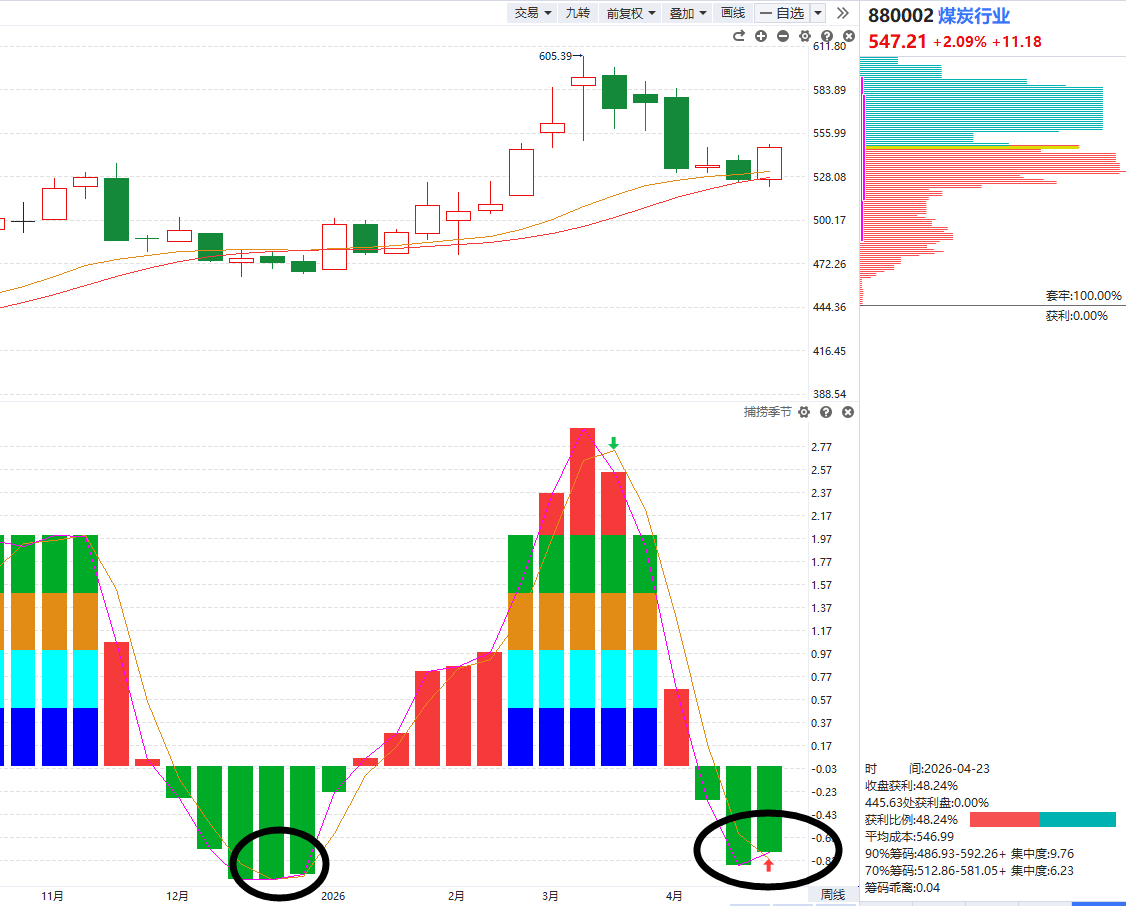 交易 九转 前复权 叠加 画线 一自选
880002 煤炭行业
547.21 +2.09% +11.18
611.80
605.39
583.89
555.99
528.08
500.17
472.26
444.36
416.45
388.54
套牢:100.00%
获利:0.00%
捕捞季节
2.77
2.57
2.37
2.17
1.97
1.77
1.57
1.37
1.17
0.97
0.77
0.57
0.37
0.17
-0.03
-0.23
-0.43
时 间:2026-04-23
收盘获利:48.24%
445.63处获利盘:0.00%
获利比例:48.24%
平均成本:546.99
90%筹码:486.93-592.26+ 集中度:9.76
70%筹码:512.86-581.05+ 集中度:6.23
筹码乖离:0.04
11月 12月 2026 2月 3月 4月 周线